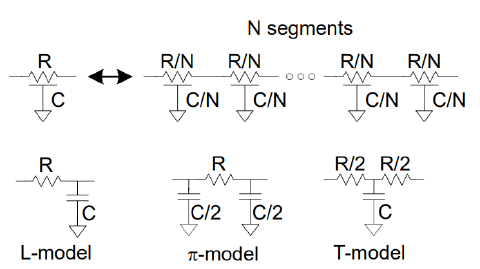 N segments
R R/N R/N R/N R/N
C C/N C/N C/N C/N
R R R/2 R/2
C C/2 C/2 C
L-model π-model T-model